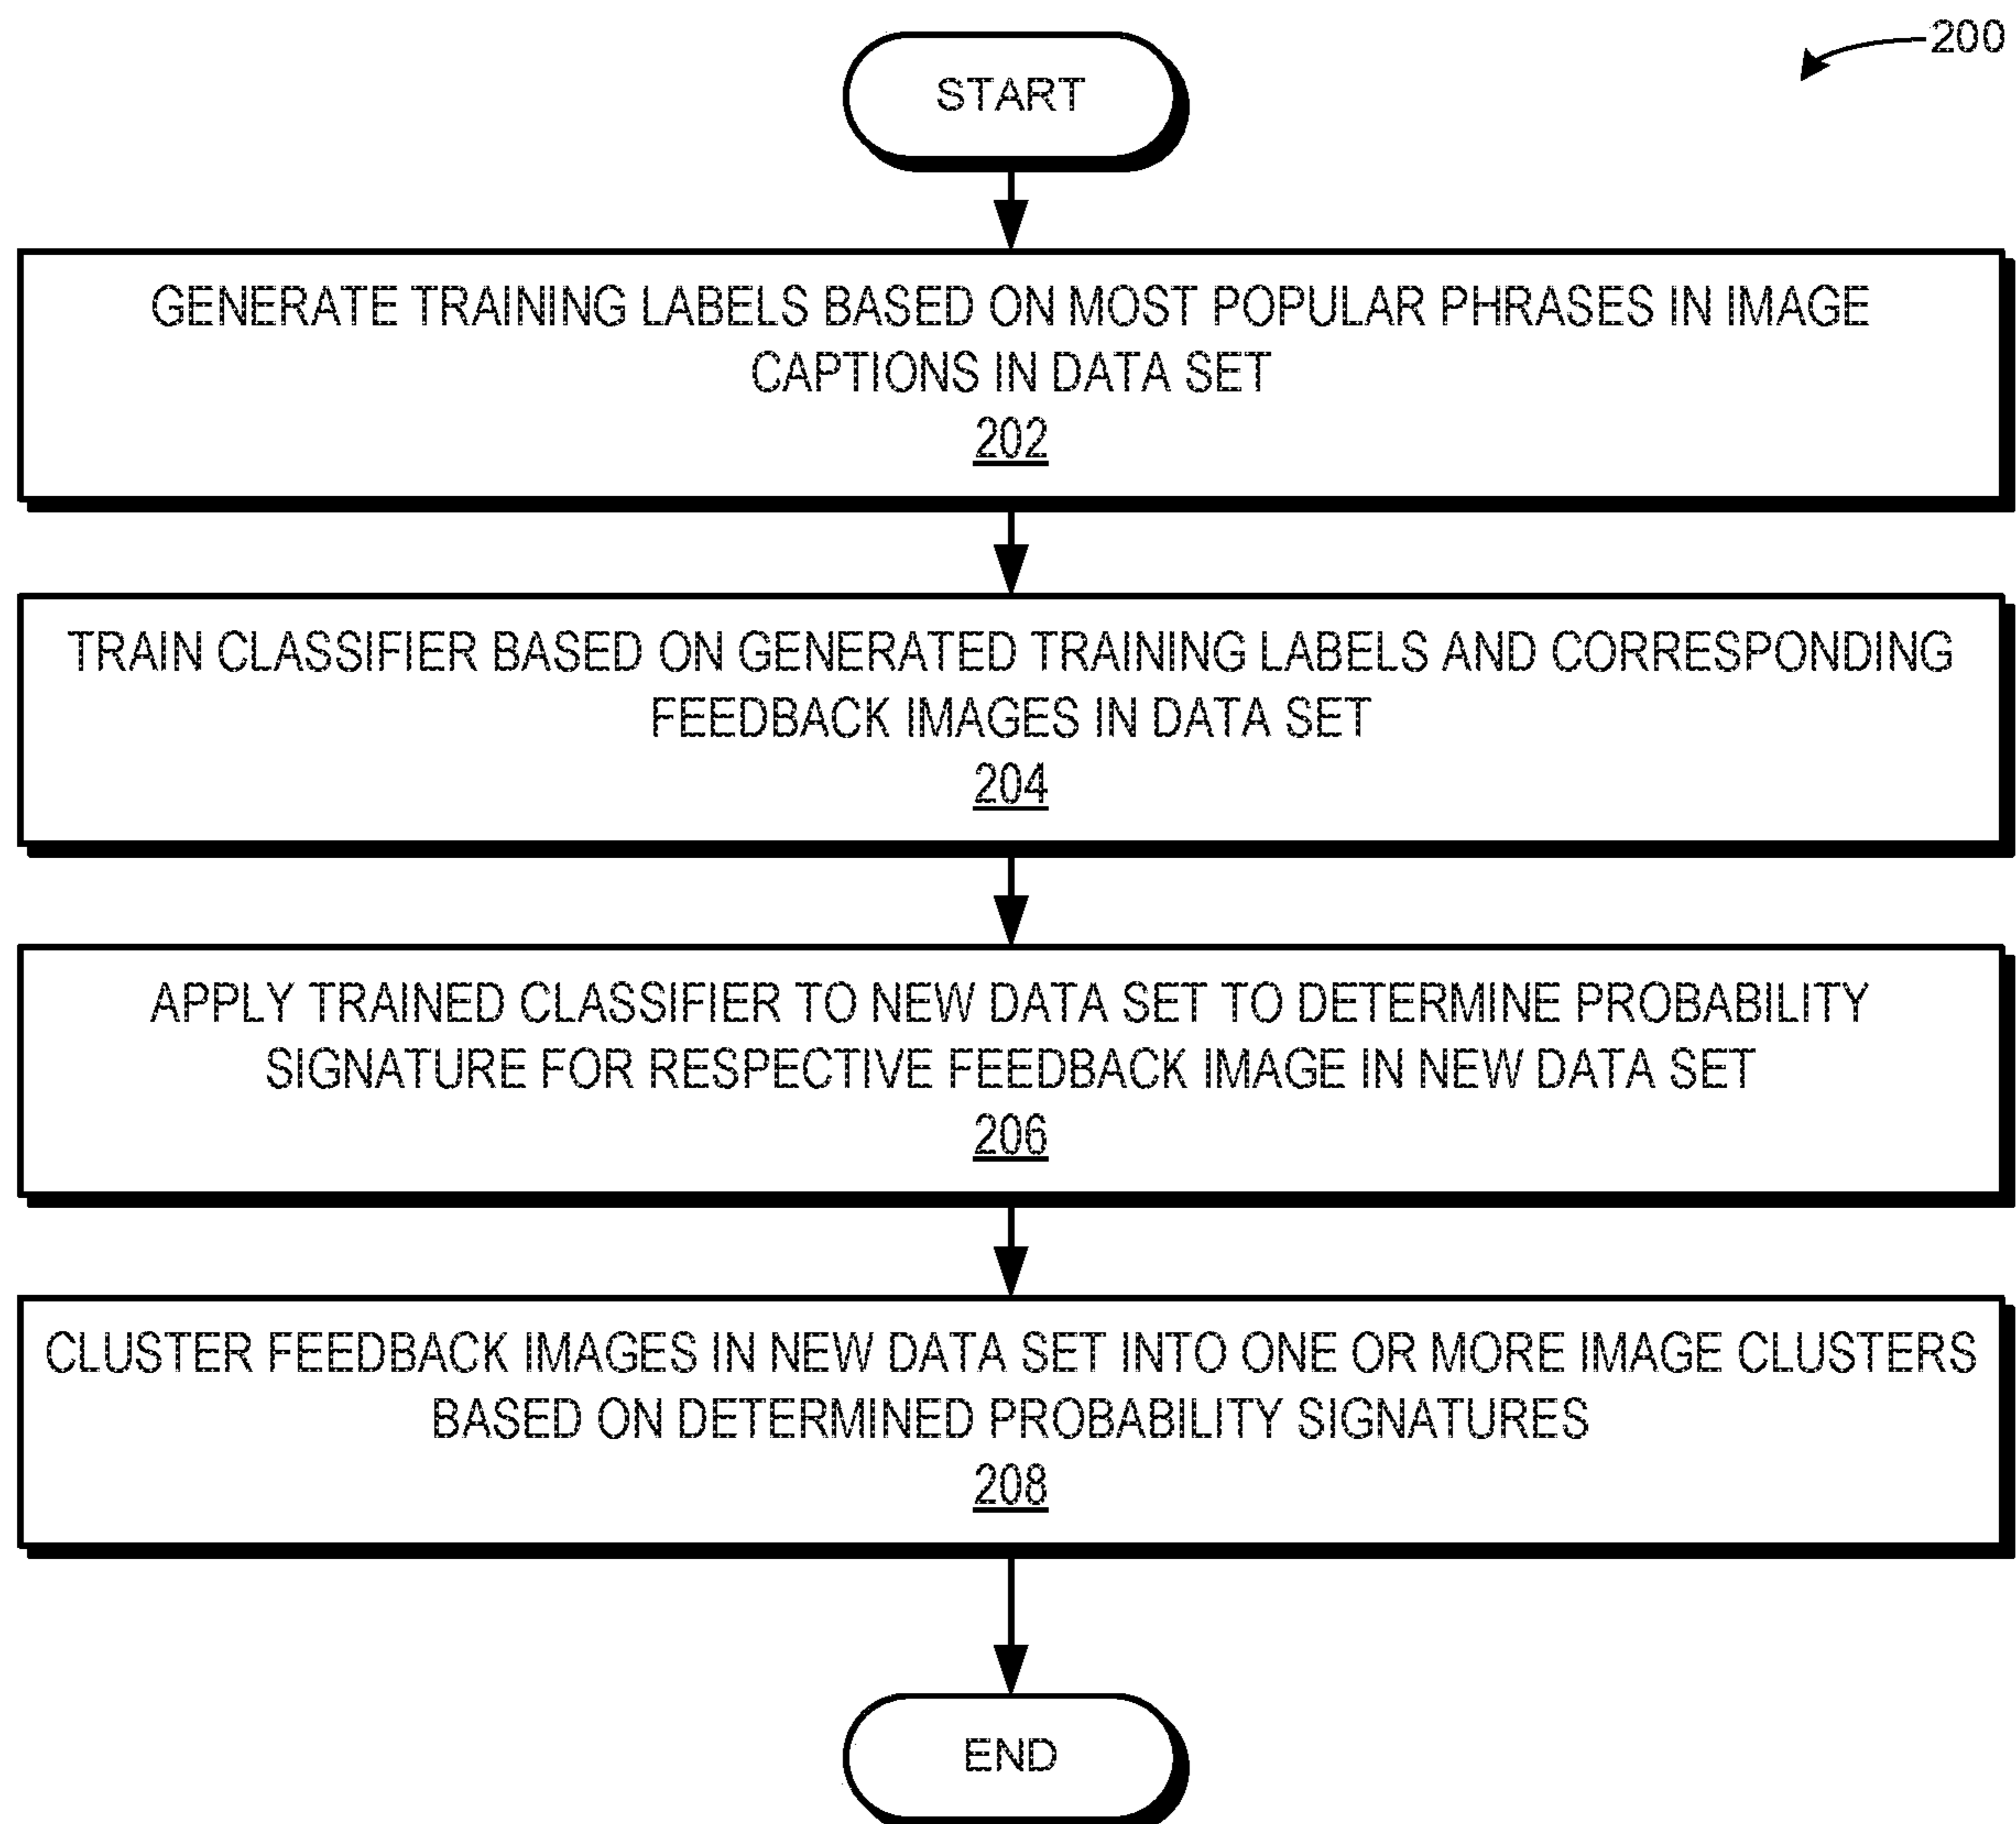 200
START
GENERATE TRAINING LABELS BASED ON MOST POPULAR PHRASES IN IMAGE
CAPTIONS IN DATA SET
202
TRAIN CLASSIFIER BASED ON GENERATED TRAINING LABELS AND CORRESPONDING
FEEDBACK IMAGES IN DATA SET
204
APPLY TRAINED CLASSIFIER TO NEW DATA SET TO DETERMINE PROBABILITY
SIGNATURE FOR RESPECTIVE FEEDBACK IMAGE IN NEW DATA SET
206
CLUSTER FEEDBACK IMAGES IN NEW DATA SET INTO ONE OR MORE IMAGE CLUSTERS
BASED ON DETERMINED PROBABILITY SIGNATURES
208
END